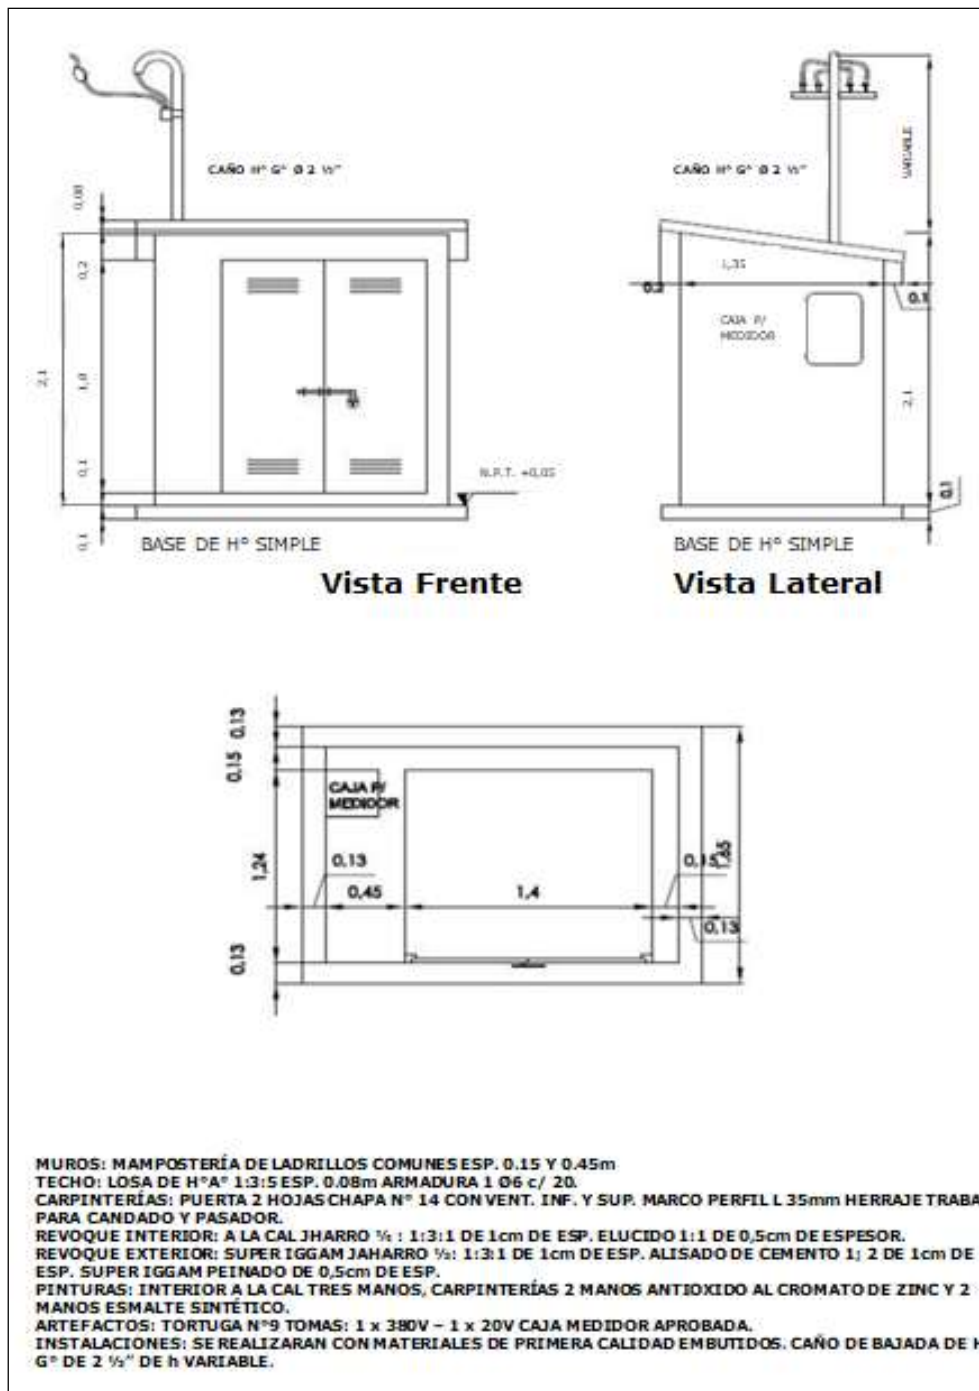 CAÑO Hº Gº Ø 2 ½"
0,08
0,2
2,1
1,8
0,1
0,1
N.P.T. +0,05
BASE DE Hº SIMPLE
Vista Frente
CAÑO Hº Gº Ø 2 ½"
VARIABLE
1,35
0.2
0.1
CAJA P/
MEDIDOR
2,1
0.1
BASE DE Hº SIMPLE
Vista Lateral
0,13
0,15
CAJA P/
MEDIDOR
1,24
0,13
0,45
1,4
0,15
1,65
0,13
0,13
MUROS: MAMPOSTERÍA DE LADRILLOS COMUNES ESP. 0.15 Y 0.45m
TECHO: LOSA DE HºAº 1:3:5 ESP. 0.08m ARMADURA 1 Ø6 c/ 20.
CARPINTERÍAS: PUERTA 2 HOJAS CHAPA Nº 14 CON VENT. INF. Y SUP. MARCO PERFIL L 35mm HERRAJE TRABA
PARA CANDADO Y PASADOR.
REVOQUE INTERIOR: A LA CAL JHARRO : 1:3:1 DE 1cm DE ESP. ELUCIDO 1:1 DE 0,5cm DE ESPESOR.
REVOQUE EXTERIOR: SUPER IGGAM JAHARRO : 1:3:1 DE 1cm DE ESP. ALISADO DE CEMENTO 1; 2 DE 1cm DE
ESP. SUPER IGGAM PEINADO DE 0,5cm DE ESP.
PINTURAS: INTERIOR A LA CAL TRES MANOS, CARPINTERÍAS 2 MANOS ANTIOXIDO AL CROMATO DE ZINC Y 2
MANOS ESMALTE SINTÉTICO.
ARTEFACTOS: TORTUGA Nº9 TOMAS: 1 x 380V – 1 x 20V CAJA MEDIDOR APROBADA.
INSTALACIONES: SE REALIZARAN CON MATERIALES DE PRIMERA CALIDAD EMBUTIDOS. CAÑO DE BAJADA DE H
Gº DE 2 ½" DE h VARIABLE.